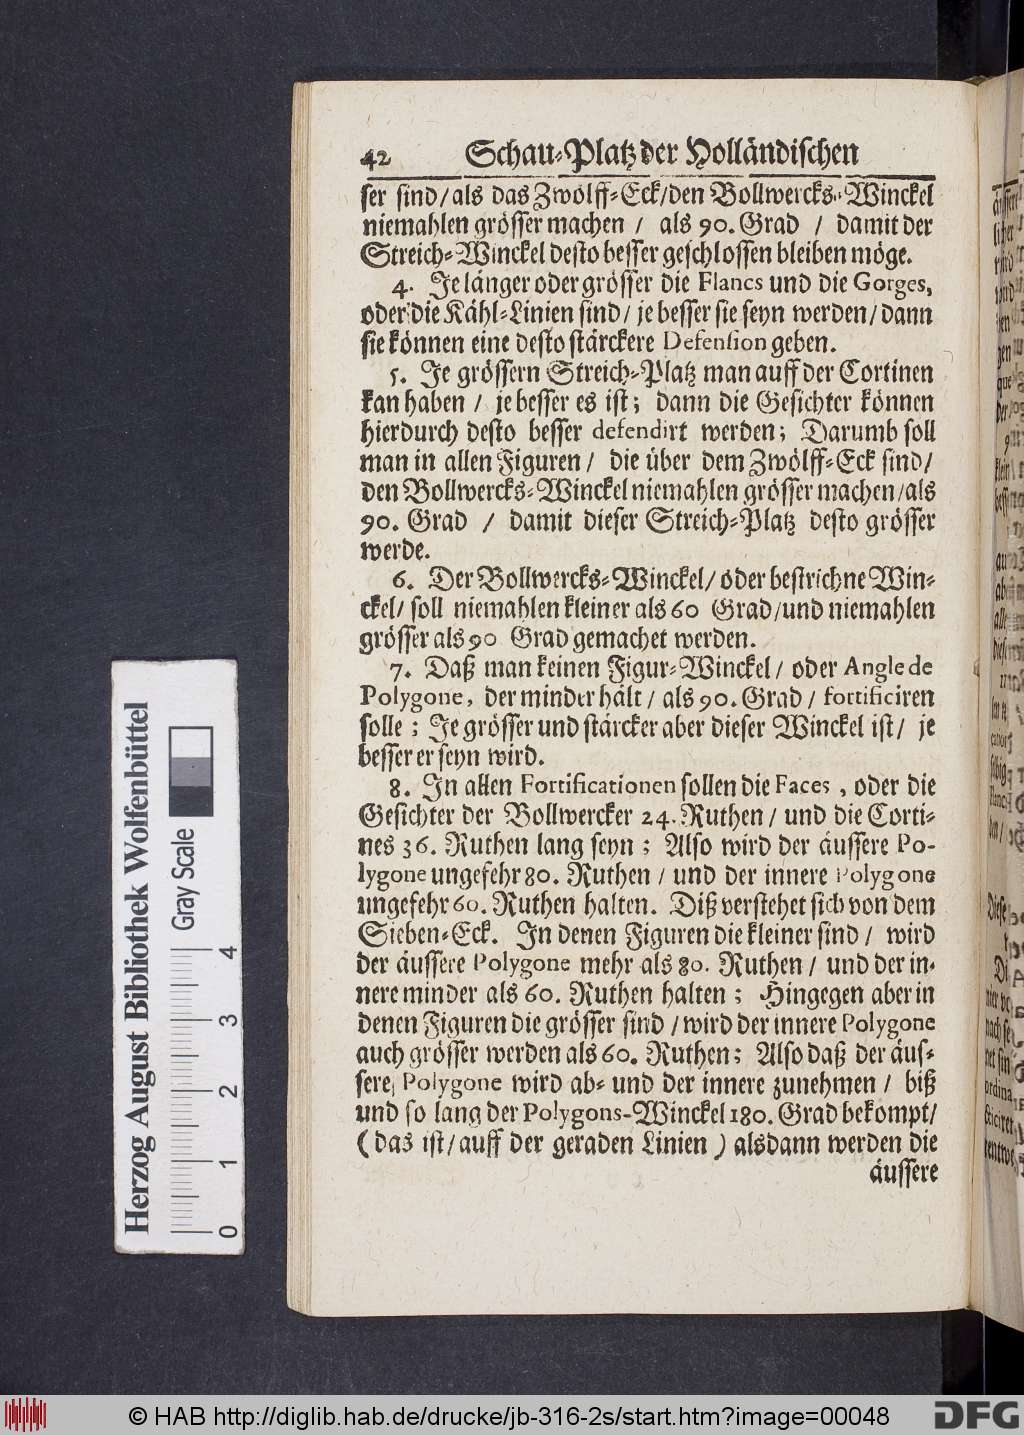 42 Schau-Platz der Holländischen
ser sind/als das Zwölff-Eck/den Bollwercks-Winckel
niemahlen grösser machen / als 90. Grad / damit der
Streich-Winckel desto besser geschlossen bleiben möge.
4. Je länger oder grösser die Flancs und die Gorges,
oder die Kähl-Linien sind/ je besser sie seyn werden/dann
sie können eine desto stärckere Defension geben.
5. Je grössern Streich-Platz man auff der Cortinen
kan haben / je besser es ist; dann die Gesichter können
hierdurch desto besser defendirt werden; Darumb soll
man in allen Figuren / die über dem Zwölff-Eck sind/
den Bollwercks-Winckel niemahlen grösser machen/als
90. Grad / damit dieser Streich-Platz desto grösser
werde.
6. Der Bollwercks-Winckel/ oder bestrichne Win-
ckel/ soll niemahlen kleiner als 60 Grad/und niemahlen
grösser als 90 Grad gemachet werden.
7. Daß man keinen Figur-Winckel/ oder Angle de
Polygone, der minder hält / als 90. Grad / fortificiren
solle ; Je grösser und stärcker aber dieser Winckel ist/ je
besser er seyn wird.
8. In allen Fortificationen sollen die Faces , oder die
Gesichter der Bollwercker 24. Ruthen/ und die Corti-
nes 36. Ruthen lang seyn ; Also wird der äussere Po-
lygone ungefehr 80. Ruthen / und der innere Polygone
ungefehr 60. Ruthen halten. Diß verstehet sich von dem
Sieben-Eck. In denen Figuren die kleiner sind / wird
der äussere Polygone mehr als 80. Ruthen / und der in-
nere minder als 60. Ruthen halten ; Hingegen aber in
denen Figuren die grösser sind / wird der innere Polygone
auch grösser werden als 60. Ruthen; Also daß der äus-
sere Polygone wird ab- und der innere zunehmen / biß
und so lang der Polygons-Winckel 180. Grad bekompt/
(das ist/ auff der geraden Linien ) alsdann werden die
äussere
Herzog August Bibliothek Wolfenbüttel
Gray Scale
0 1 2 3 4
© HAB http://diglib.hab.de/drucke/jb-316-2s/start.htm?image=00048
DFG